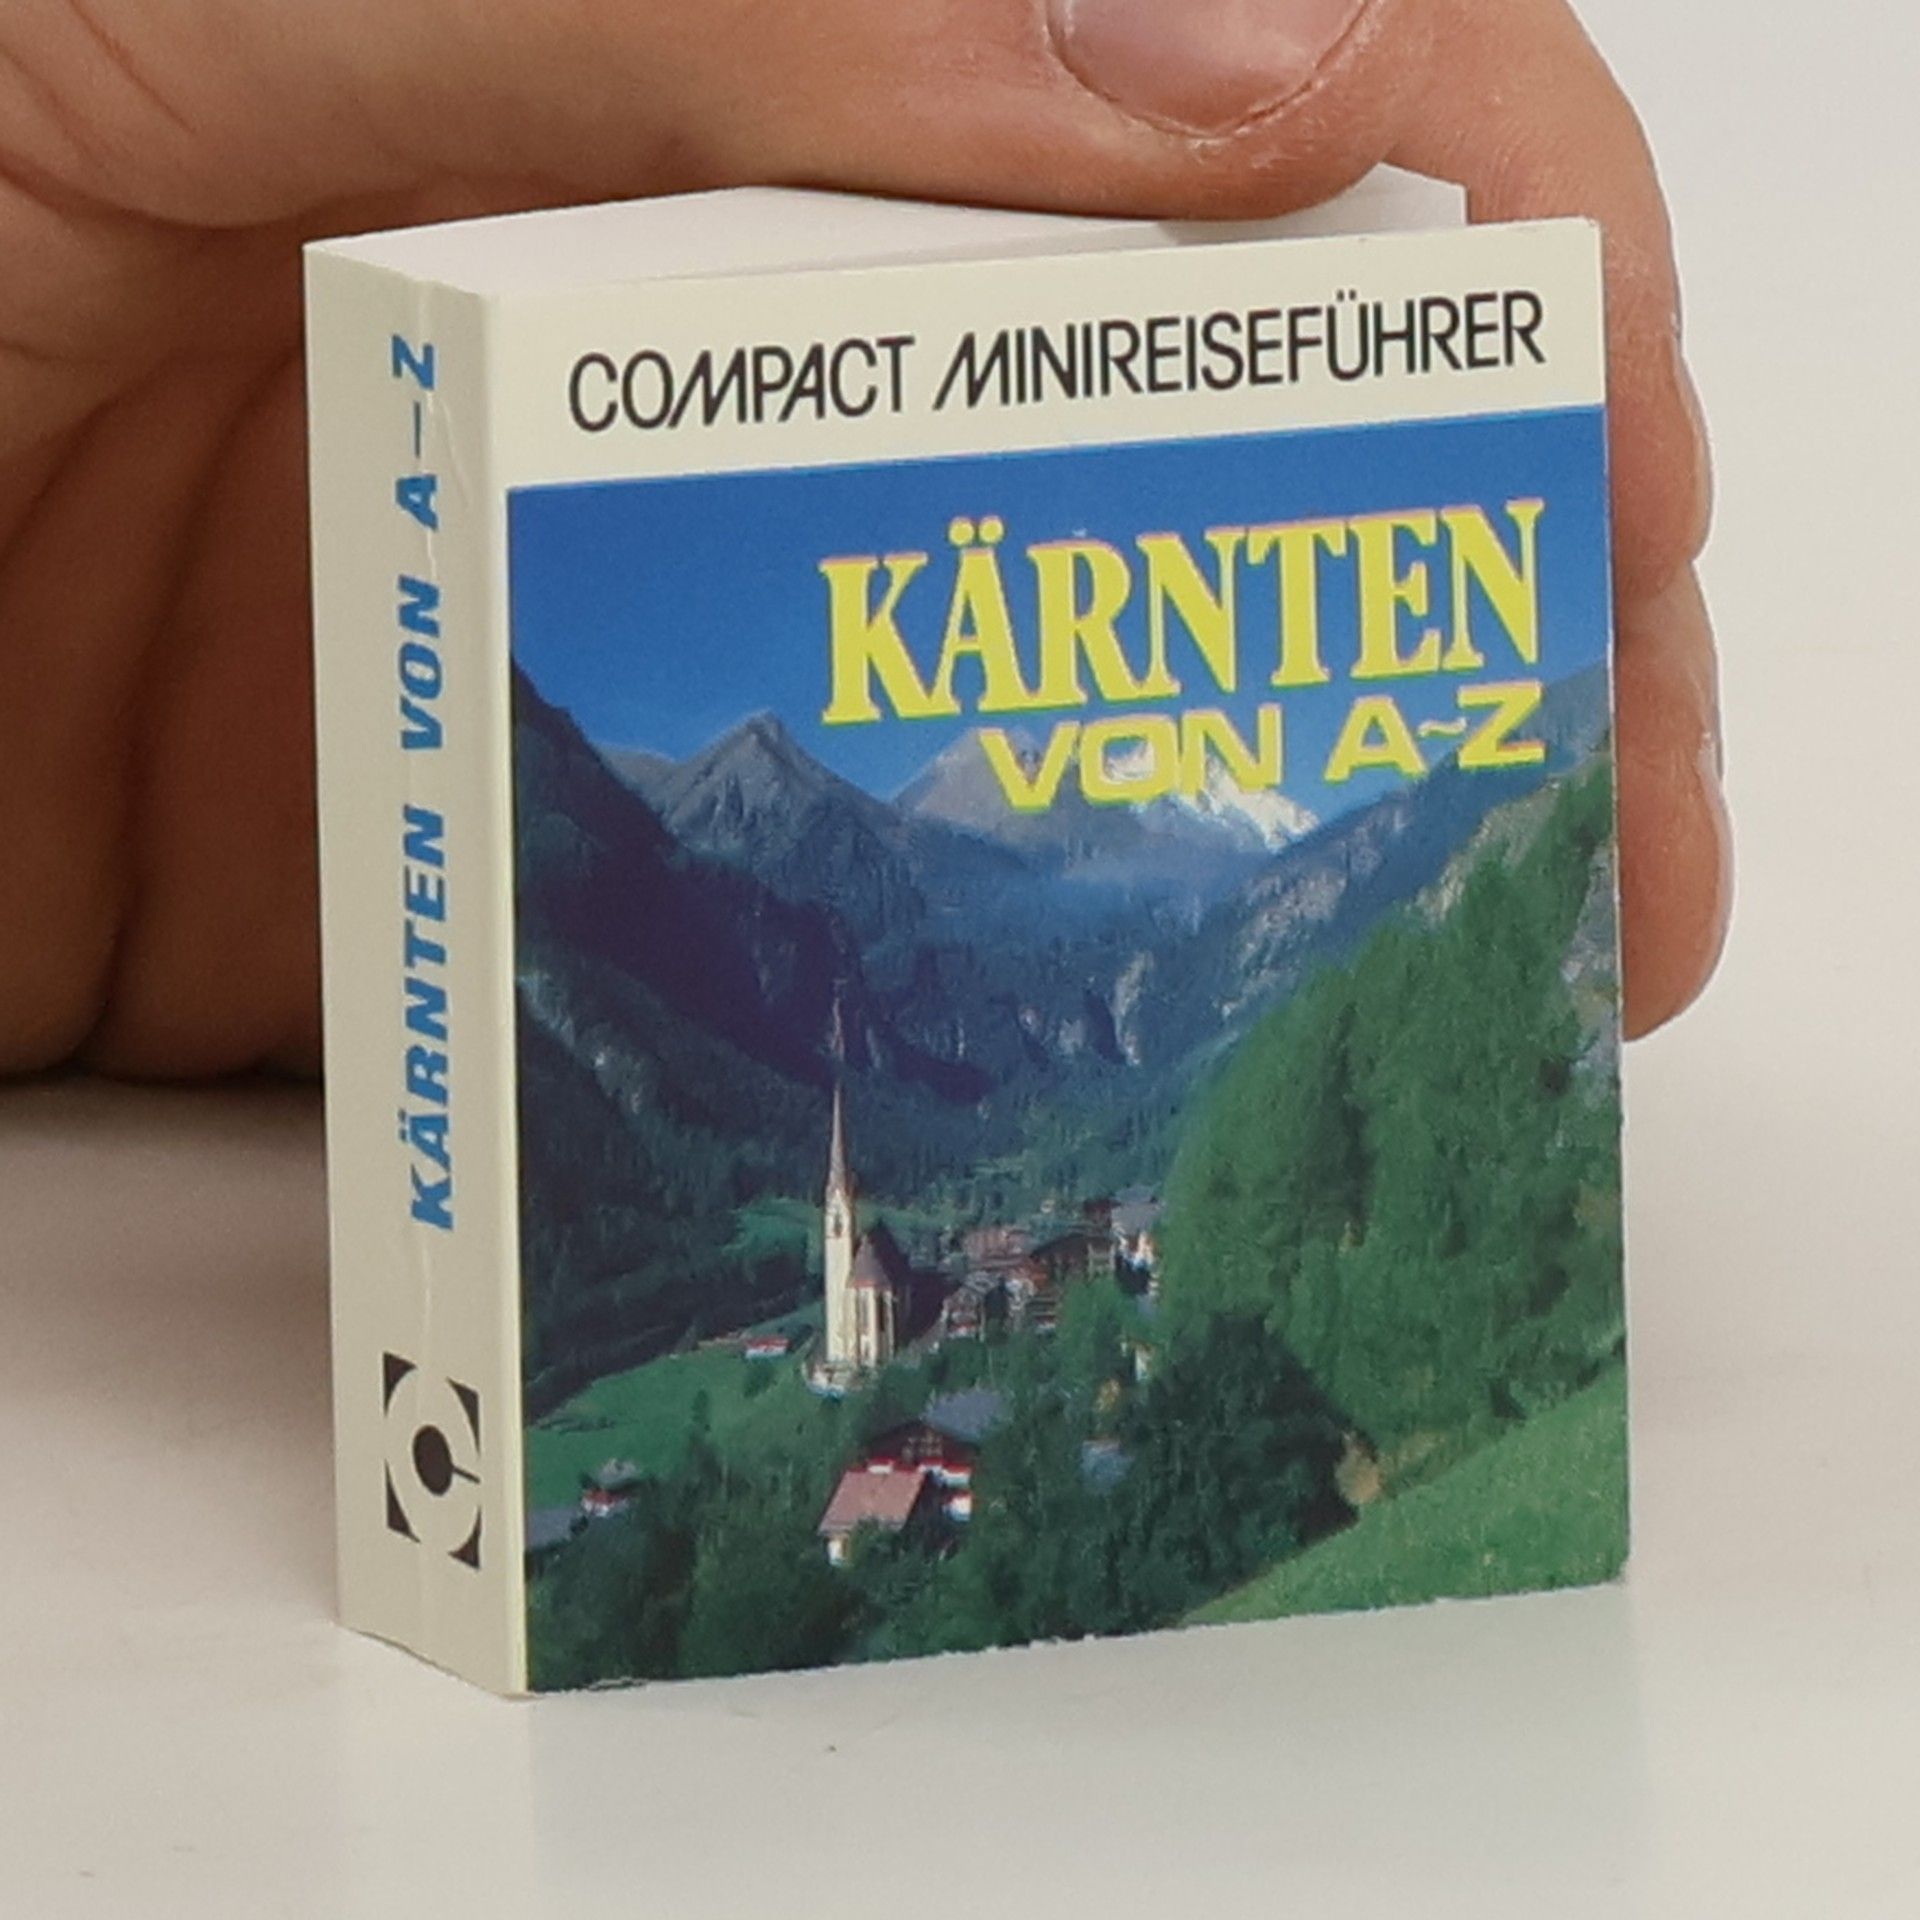 COMPACT MINIREISEFÜHRER
KÄRNTEN
VON A~Z
KÄRNTEN VON A–Z